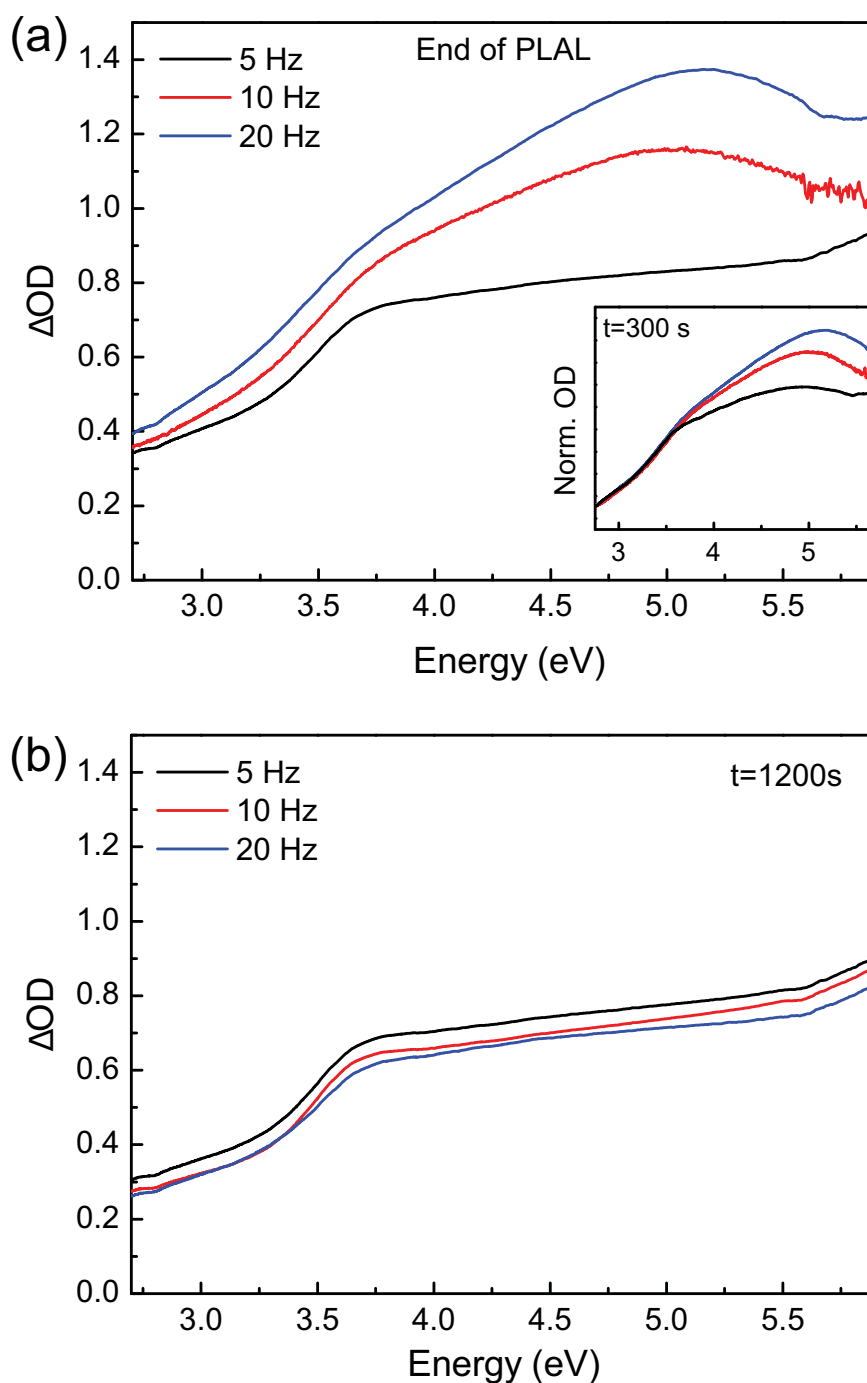 (a)
End of PLAL
5 Hz
10 Hz
20 Hz
1.4
1.2
1.0
0.8
0.6
0.4
0.2
0.0
ΔOD
3.0 3.5 4.0 4.5 5.0 5.5
Energy (eV)
t=300 s
Norm. OD
3 4 5
(b)
t=1200s
5 Hz
10 Hz
20 Hz
1.4
1.2
1.0
0.8
0.6
0.4
0.2
0.0
ΔOD
3.0 3.5 4.0 4.5 5.0 5.5
Energy (eV)